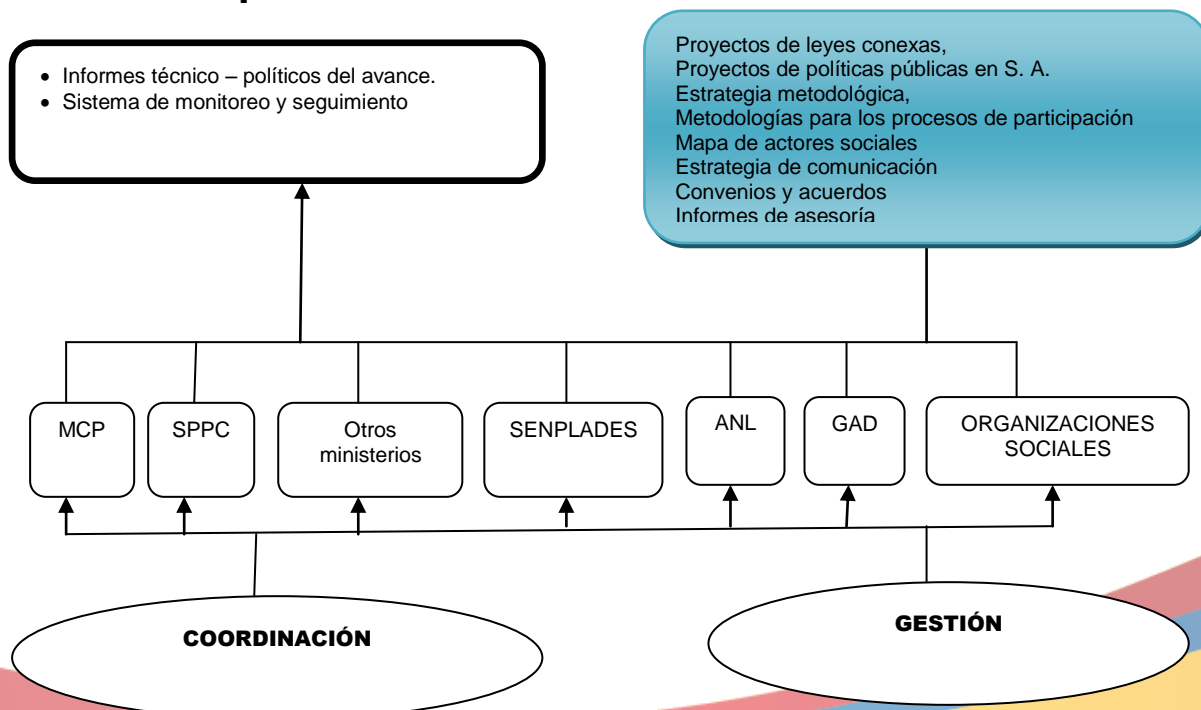 • Informes técnico – políticos del avance.
• Sistema de monitoreo y seguimiento
Proyectos de leyes conexas,
Proyectos de políticas públicas en S. A.
Estrategia metodológica,
Metodologías para los procesos de participación
Mapa de actores sociales
Estrategia de comunicación
Convenios y acuerdos
Informes de asesoría
MCP
SPPC
Otros
ministerios
SENPLADES
ANL
GAD
ORGANIZACIONES
SOCIALES
COORDINACIÓN
GESTIÓN